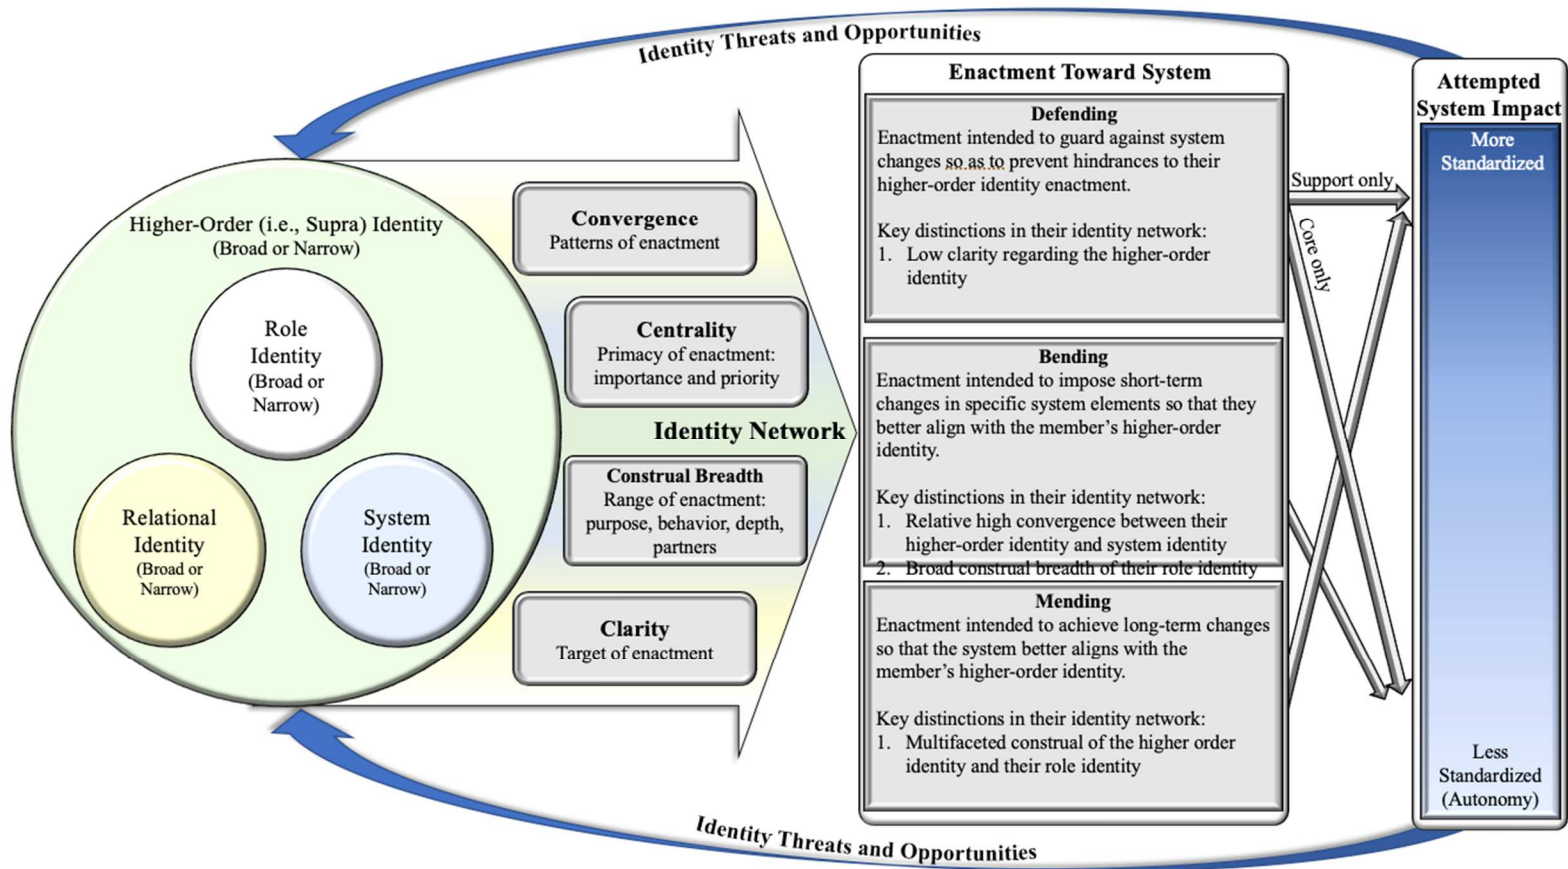 Identity Threats and Opportunities
Higher-Order (i.e., Supra) Identity
(Broad or Narrow)
Role
Identity
(Broad or
Narrow)
Relational
Identity
(Broad or
Narrow)
System
Identity
(Broad or
Narrow)
Convergence
Patterns of enactment
Centrality
Primacy of enactment:
importance and priority
Identity Network
Construal Breadth
Range of enactment:
purpose, behavior, depth,
partners
Clarity
Target of enactment
Enactment Toward System
Defending
Enactment intended to guard against system
changes so as to prevent hindrances to their
higher-order identity enactment.
Key distinctions in their identity network:
1. Low clarity regarding the higher-order
identity
Bending
Enactment intended to impose short-term
changes in specific system elements so that they
better align with the member’s higher-order
identity.
Key distinctions in their identity network:
1. Relative high convergence between their
higher-order identity and system identity
2. Broad construal breadth of their role identity
Mending
Enactment intended to achieve long-term changes
so that the system better aligns with the
member’s higher-order identity.
Key distinctions in their identity network:
1. Multifaceted construal of the higher order
identity and their role identity
Support only
Core only
Attempted
System Impact
More
Standardized
Less
Standardized
(Autonomy)
Identity Threats and Opportunities